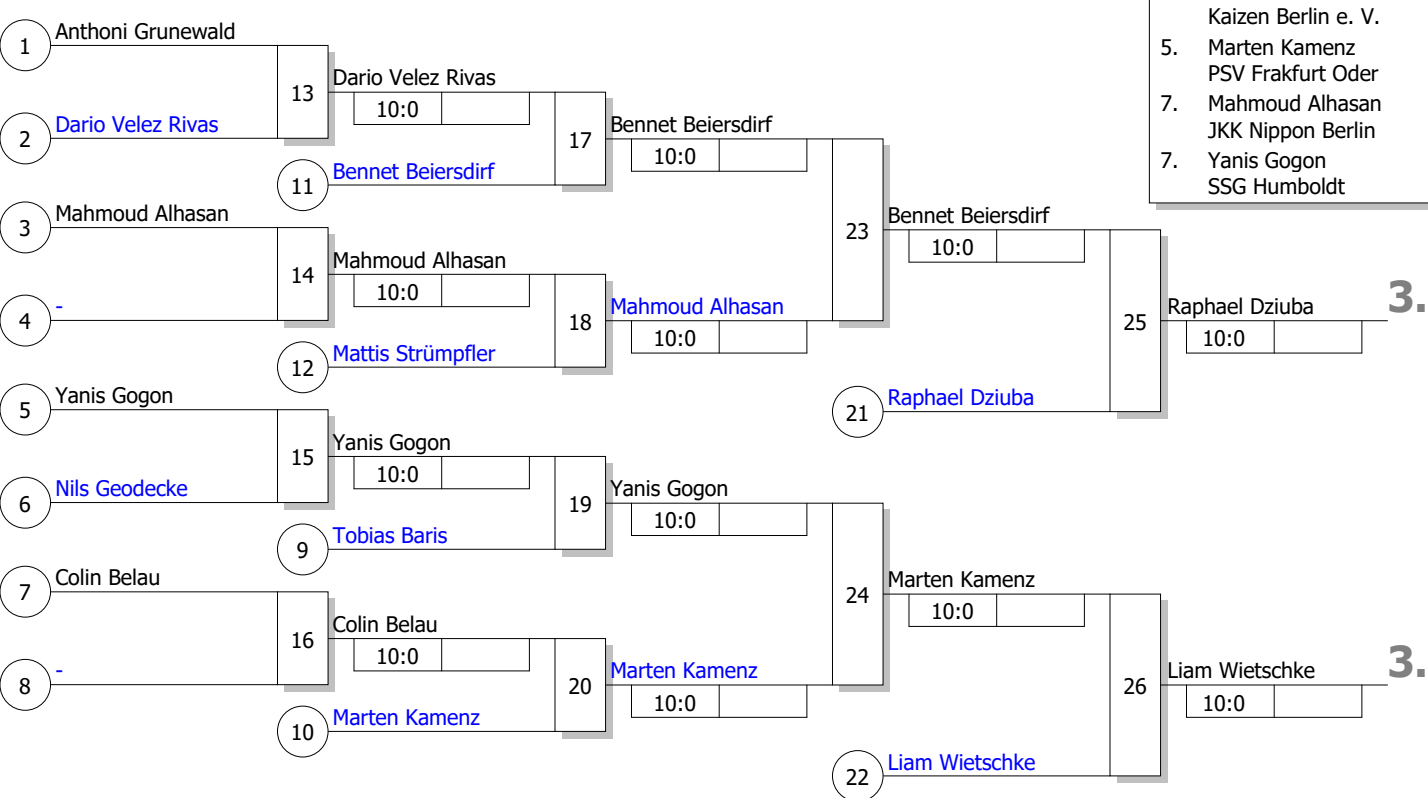 Kaizen Berlin e. V.
5. Marten Kamenz
PSV Frakfurt Oder
7. Mahmoud Alhasan
JKK Nippon Berlin
7. Yanis Gogon
SSG Humboldt
1 Anthoni Grunewald
13
2 Dario Velez Rivas
Dario Velez Rivas
10:0
17
11 Bennet Beiersdirf
Bennet Beiersdirf
10:0
3 Mahmoud Alhasan
14
4 -
Mahmoud Alhasan
10:0
18
12 Mattis Strümpfler
Mahmoud Alhasan
10:0
23
Bennet Beiersdirf
10:0
25
21 Raphael Dziuba
Raphael Dziuba
10:0
3.
5 Yanis Gogon
15
6 Nils Geodecke
Yanis Gogon
10:0
19
9 Tobias Baris
Yanis Gogon
10:0
7 Colin Belau
16
8 -
Colin Belau
10:0
20
10 Marten Kamenz
Marten Kamenz
10:0
24
Marten Kamenz
10:0
26
22 Liam Wietschke
Liam Wietschke
10:0
3.